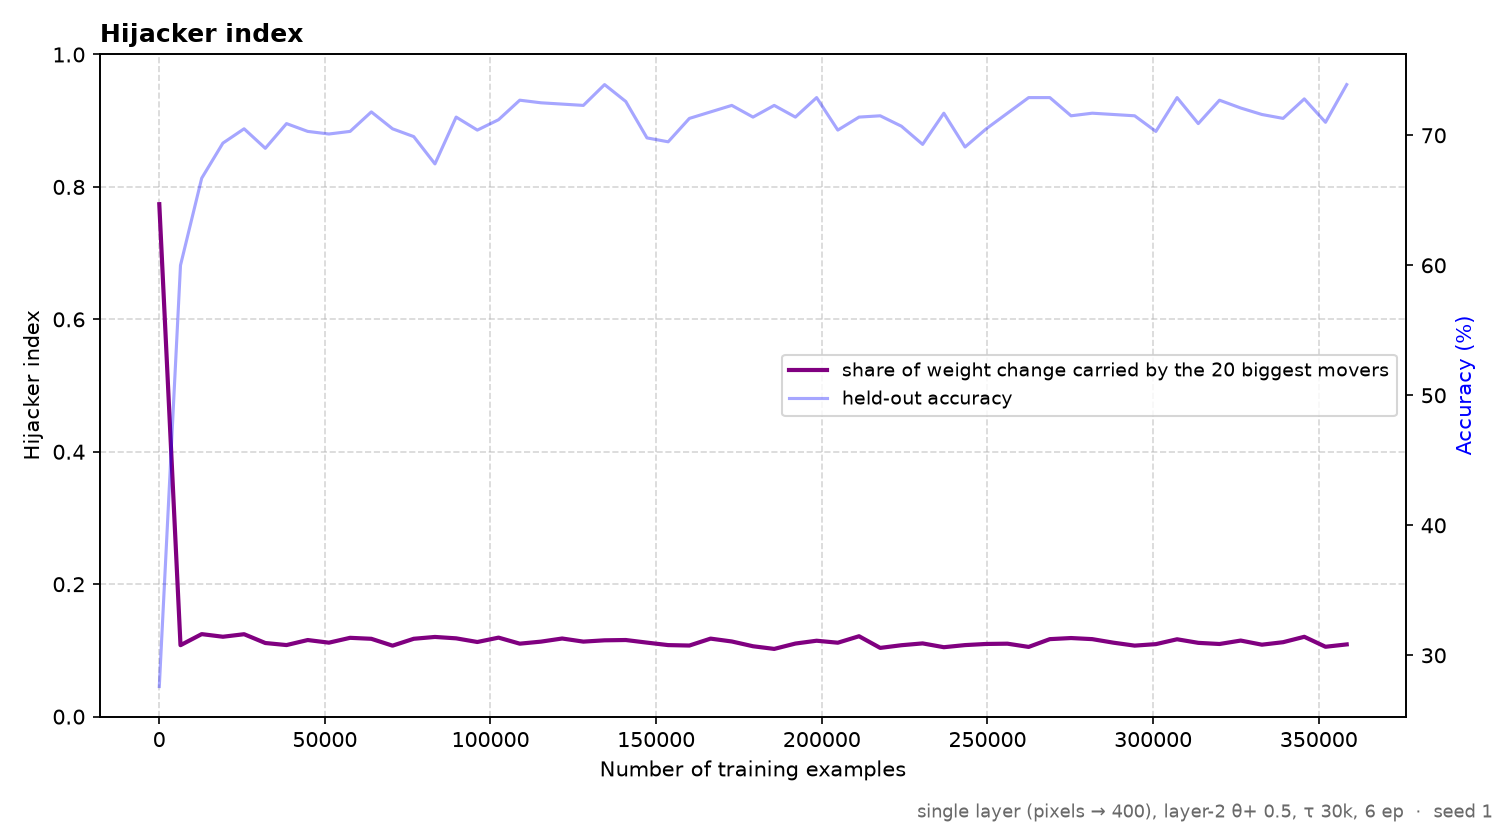 Hijacker index
1.0
0.8
0.6
0.4
0.2
0.0
Hijacker index
70
60
50
40
30
Accuracy (%)
share of weight change carried by the 20 biggest movers
held-out accuracy
0 50000 100000 150000 200000 250000 300000 350000
Number of training examples
single layer (pixels → 400), layer-2 θ+ 0.5, τ 30k, 6 ep · seed 1